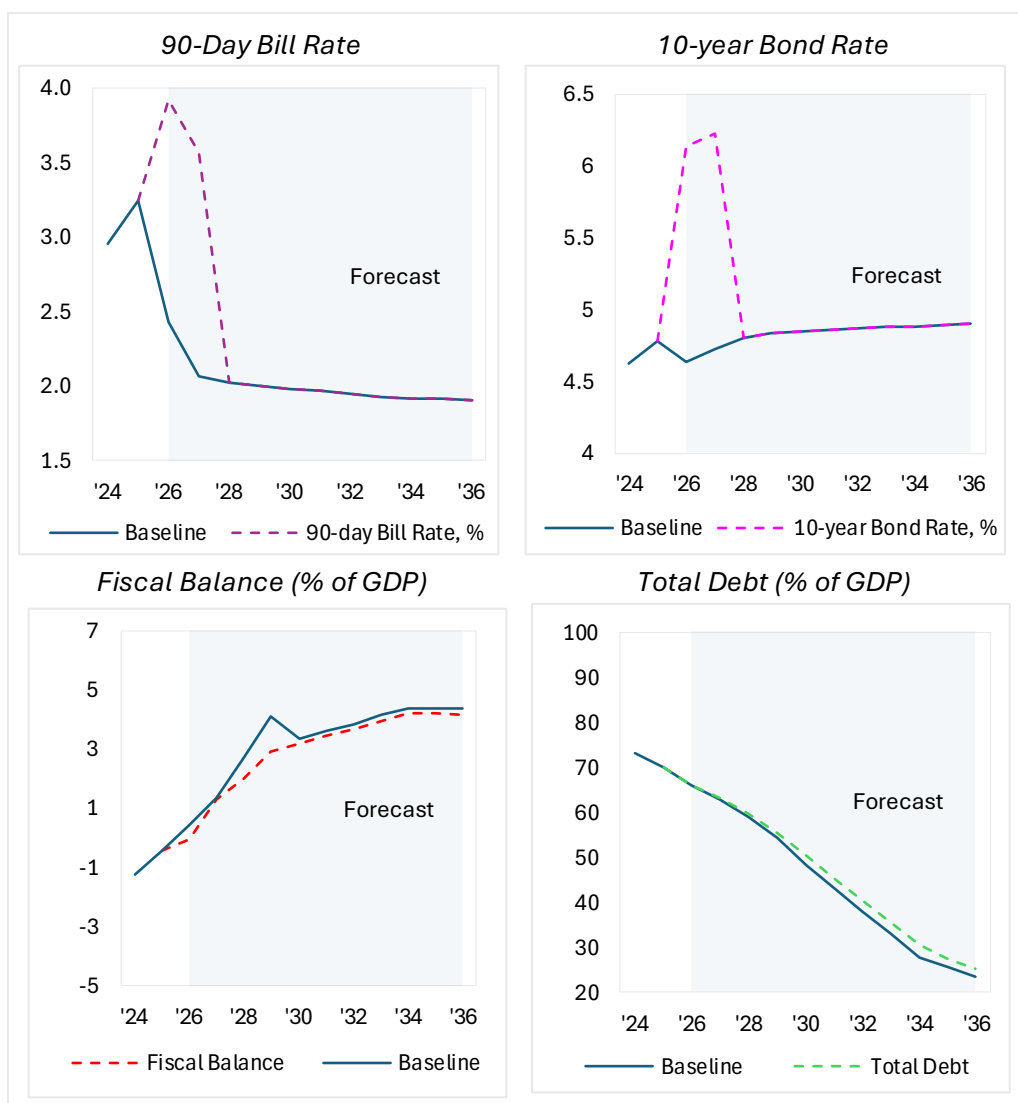 90-Day Bill Rate
4.0
3.5
3.0
2.5
2.0
1.5
Forecast
'24 '26 '28 '30 '32 '34 '36
Baseline 90-day Bill Rate, %
10-year Bond Rate
6.5
6
5.5
5
4.5
4
Forecast
'24 '26 '28 '30 '32 '34 '36
Baseline 10-year Bond Rate, %
Fiscal Balance (% of GDP)
7
5
3
1
-1
-3
-5
Forecast
'24 '26 '28 '30 '32 '34 '36
Fiscal Balance Baseline
Total Debt (% of GDP)
100
90
80
70
60
50
40
30
20
Forecast
'24 '26 '28 '30 '32 '34 '36
Baseline Total Debt